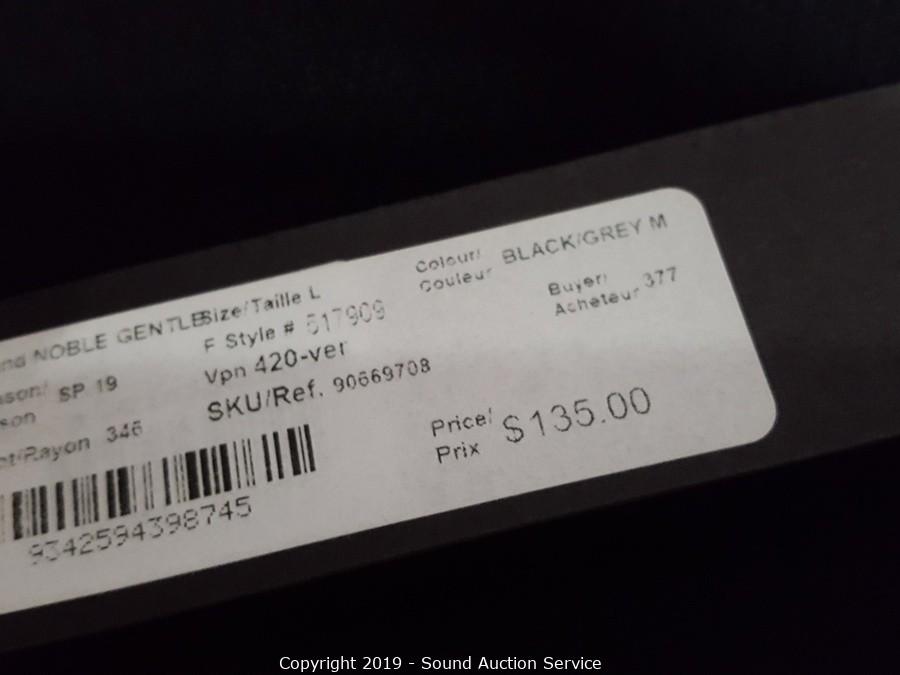 NOBLE GENTLE Size/Taille L
Colour/ Couleur BLACK/GREY M
F Style # 517909
Buyer/ Acheteur 377
SP 19
Vpn 420-ver
SKU/Ref. 90669708
/Rayon 346
Price/ Prix $135.00
9342594398745
Copyright 2019 - Sound Auction Service